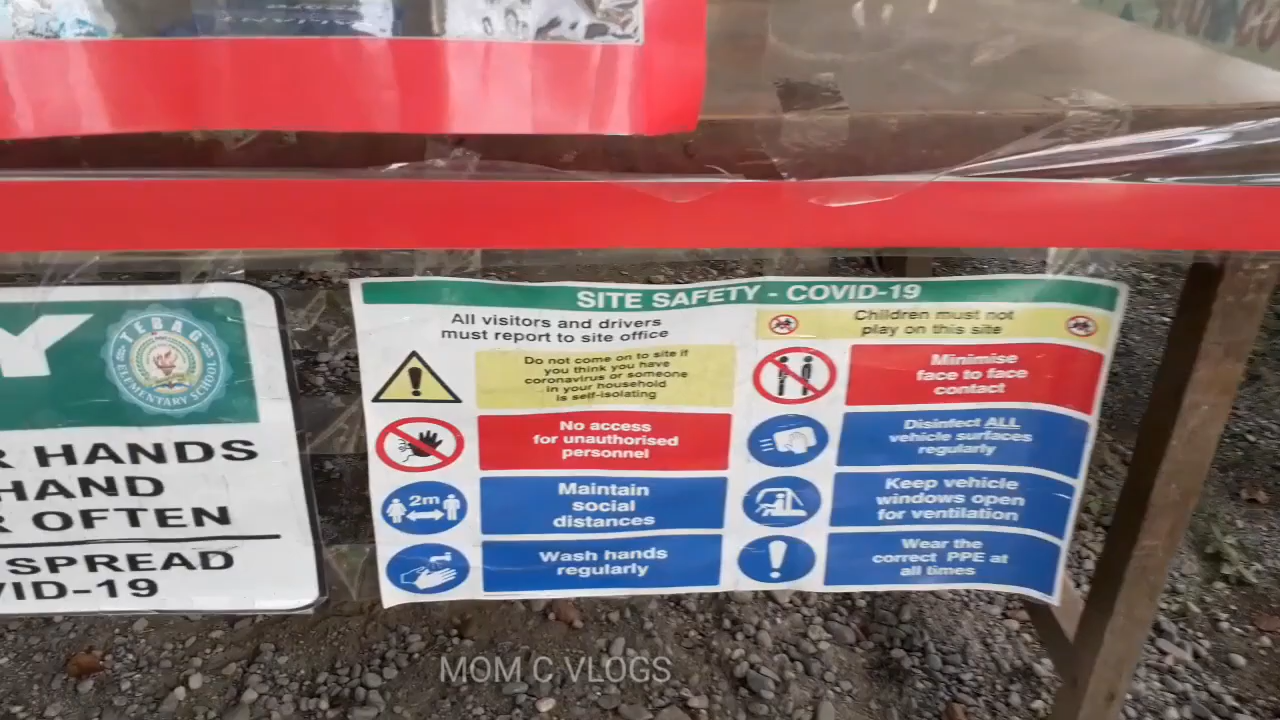 Y
TEBAG
ELEMENTARY SCHOOL
HANDS
HAND
OFTEN
SPREAD
VID-19
SITE SAFETY - COVID-19
All visitors and drivers
must report to site office
Do not come on to site if
you think you have
coronavirus or someone
in your household
is self-isolating
No access
for unauthorised
personnel
2m
Maintain
social
distances
Wash hands
regularly
Children must not
play on this site
Minimise
face to face
contact
Disinfect ALL
vehicle surfaces
regularly
Keep vehicle
windows open
for ventilation
Wear the
correct PPE at
all times
MOM C VLOGS